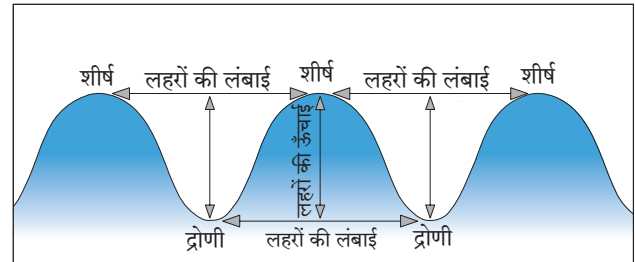 शीर्ष लहरों की लंबाई शीर्ष लहरों की लंबाई शीर्ष
लहरों की ऊँचाई
द्रोणी लहरों की लंबाई द्रोणी